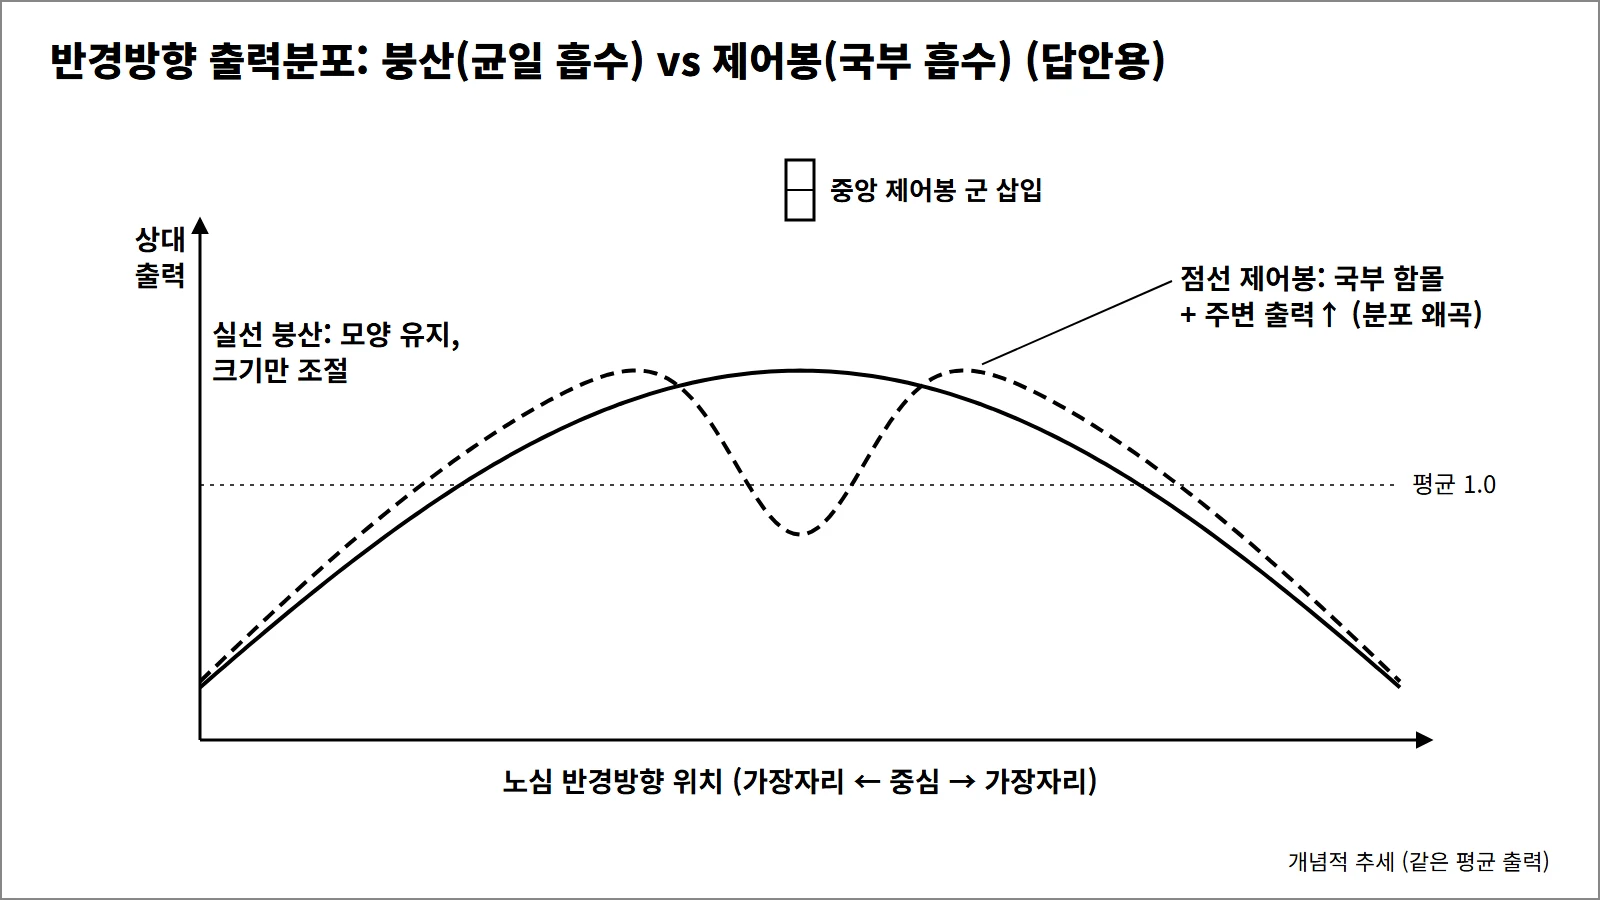 반경방향 출력분포: 붕산(균일 흡수) vs 제어봉(국부 흡수) (답안용)
중앙 제어봉 군 삽입
상대
출력
점선 제어봉: 국부 함몰
+ 주변 출력↑ (분포 왜곡)
실선 붕산: 모양 유지,
크기만 조절
평균 1.0
노심 반경방향 위치 (가장자리 ← 중심 → 가장자리)
개념적 추세 (같은 평균 출력)